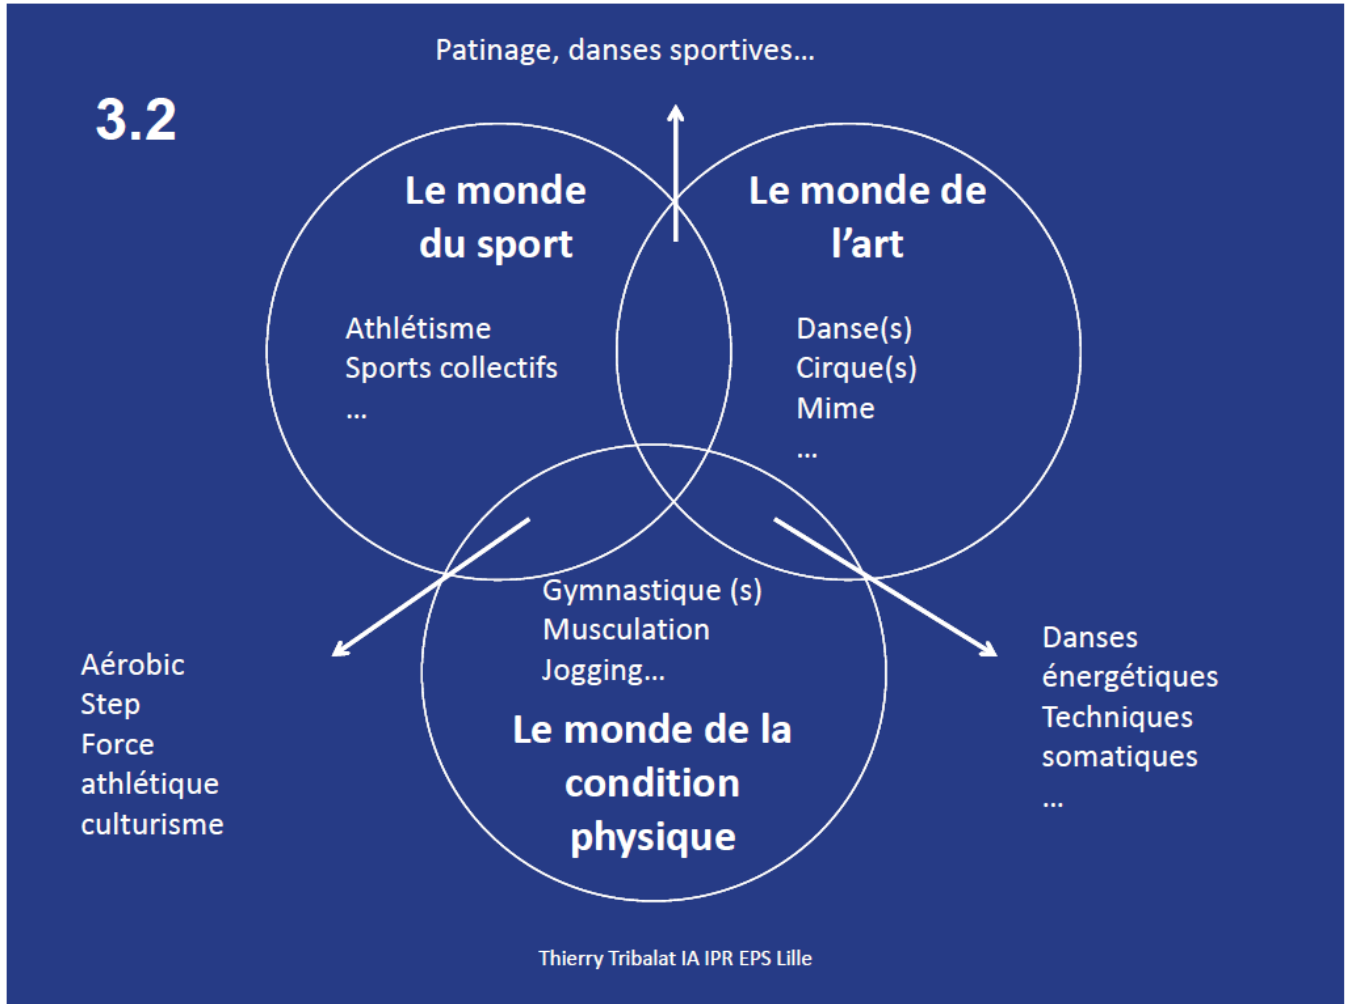 Patinage, danses sportives...
3.2
Le monde
du sport
Athlétisme
Sports collectifs
...
Le monde de
l’art
Danse(s)
Cirque(s)
Mime
...
Gymnastique (s)
Musculation
Jogging...
Le monde de la
condition
physique
Aérobic
Step
Force
athlétique
culturisme
Danses
énergétiques
Techniques
somatiques
...
Thierry Tribalat IA IPR EPS Lille